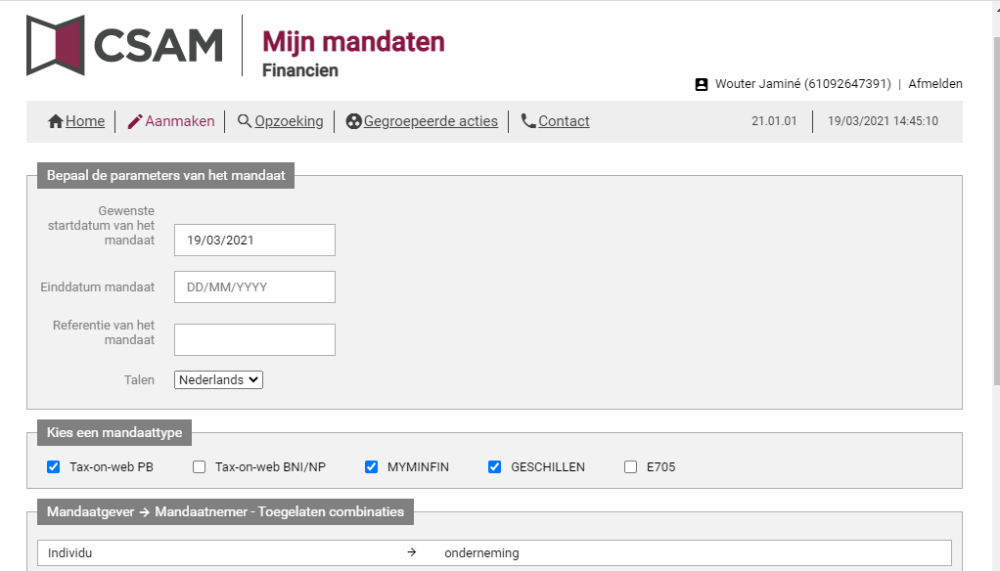 CSAM
Mijn mandaten
Financien
Wouter Jaminé (61092647391) | Afmelden
Home | Aanmaken | Opzoeking | Gegroepeerde acties | Contact 21.01.01 | 19/03/2021 14:45:10
Bepaal de parameters van het mandaat
Gewenste
startdatum van het
mandaat
19/03/2021
Einddatum mandaat DD/MM/YYYY
Referentie van het
mandaat
Talen Nederlands
Kies een mandaattype
Tax-on-web PB Tax-on-web BNI/NP MYMINFIN GESCHILLEN E705
Mandaatgever → Mandaatnemer - Toegelaten combinaties
Individu → onderneming